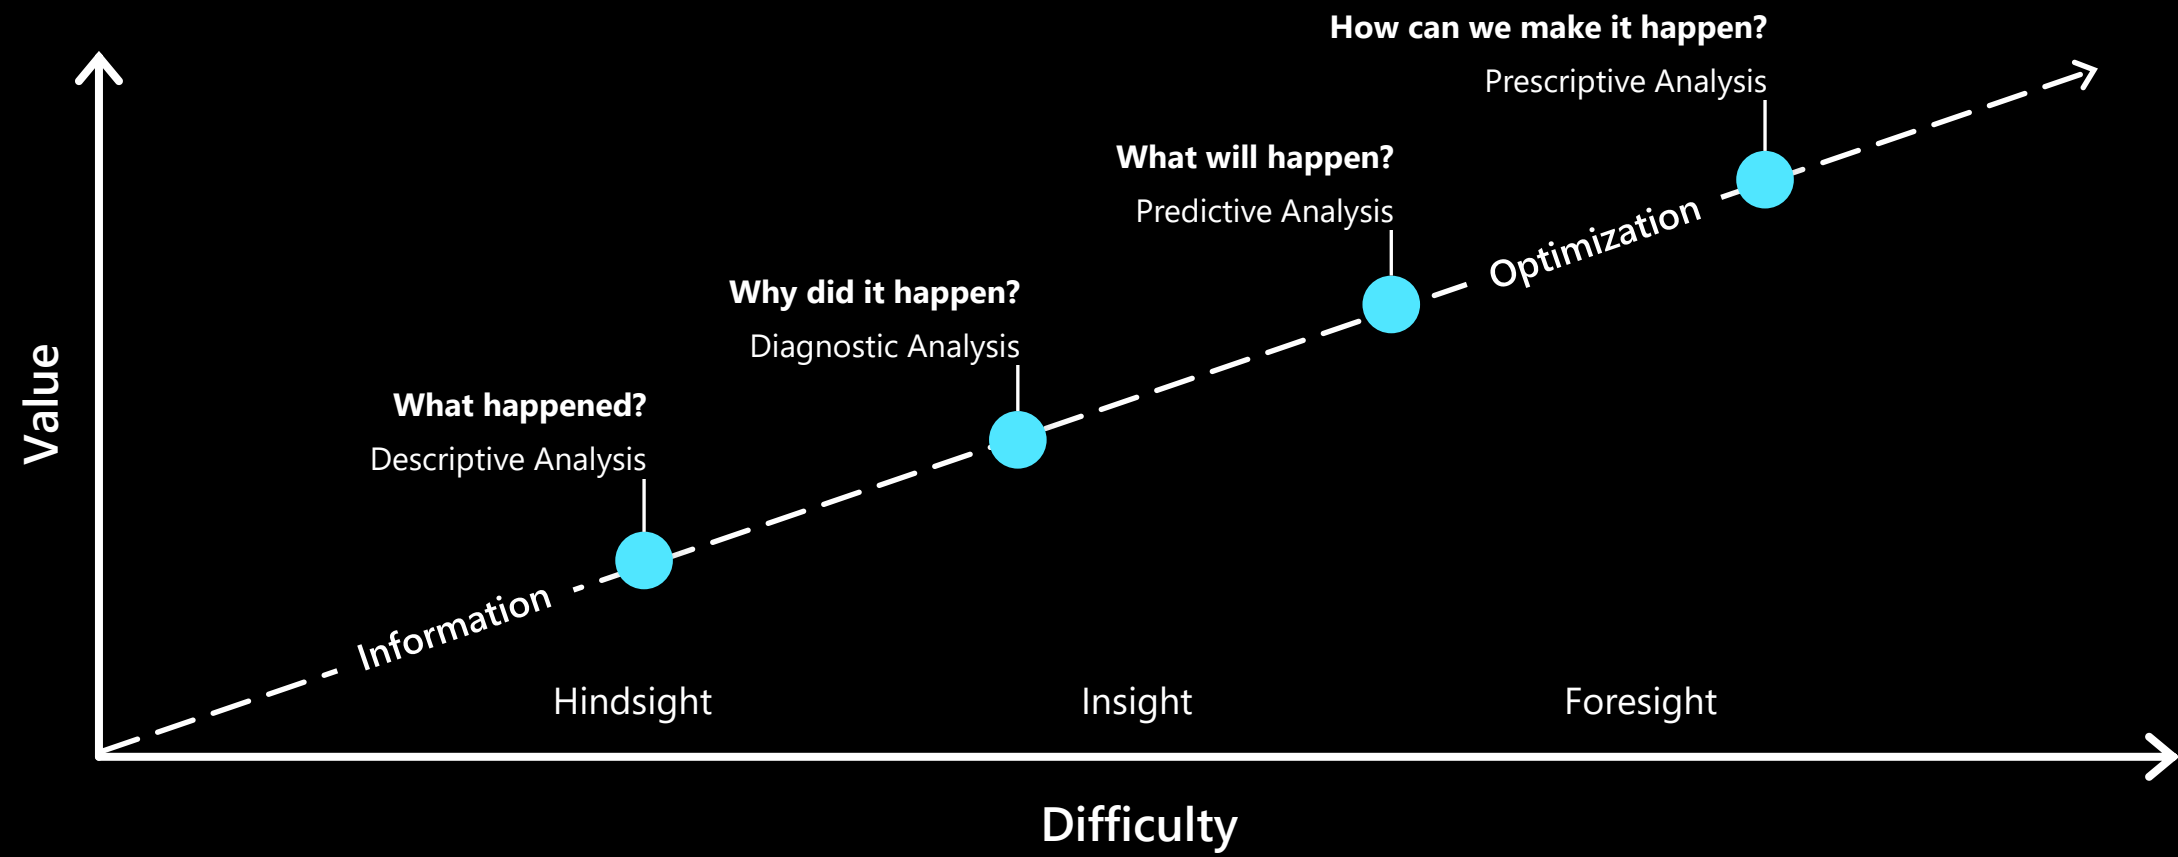 How can we make it happen?
Prescriptive Analysis
What will happen?
Predictive Analysis
Optimization
Why did it happen?
Diagnostic Analysis
What happened?
Descriptive Analysis
Value
Information
Hindsight
Insight
Foresight
Difficulty